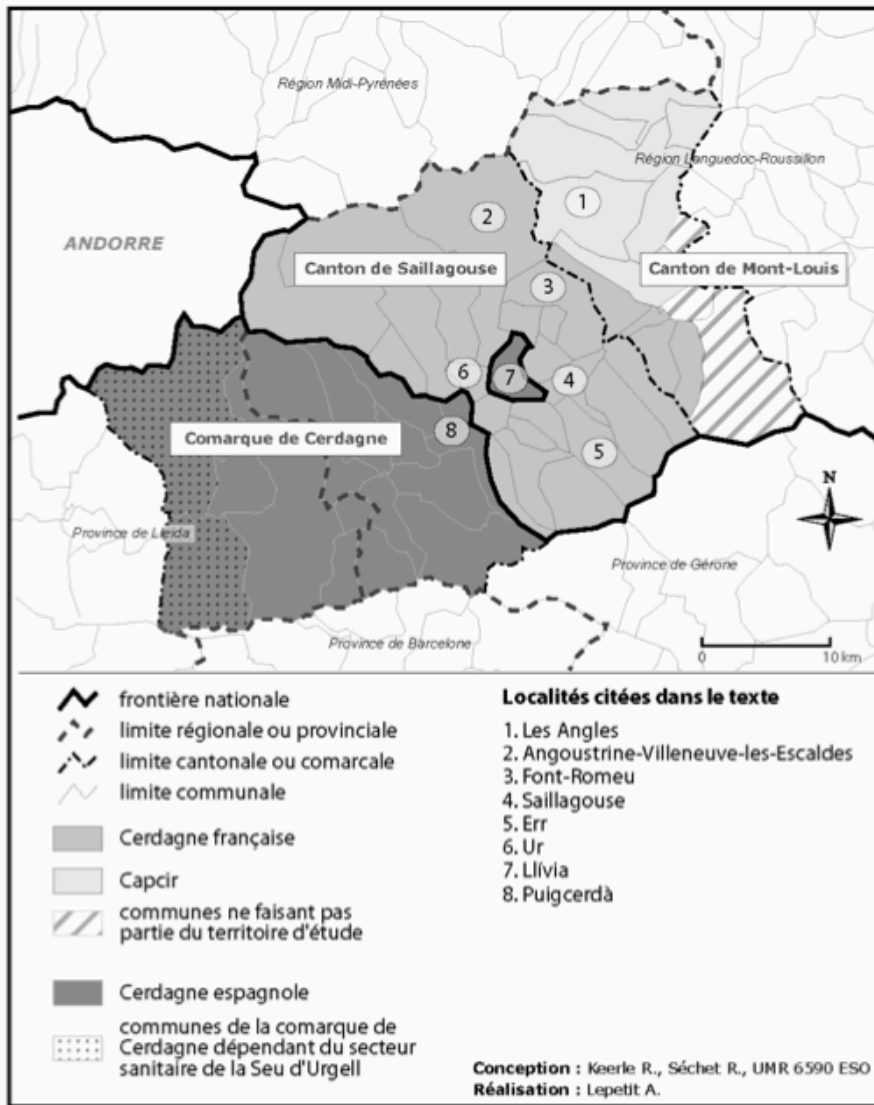 Région Midi-Pyrénées
Région Languedoc-Roussillon
1
2
ANDORRE
Canton de Saillagouse
Canton de Mont-Louis
3
6
7
4
8
Comarque de Cerdagne
5
N
Province de Lleida
Province de Gérone
Province de Barcelone
0
10 km
frontière nationale
limite régionale ou provinciale
limite cantonale ou comarcale
limite communale
Cerdagne française
Capcir
communes ne faisant pas
partie du territoire d'étude
Cerdagne espagnole
communes de la comarque de
Cerdagne dépendant du secteur
sanitaire de la Seu d'Urgell
Localités citées dans le texte
1. Les Angles
2. Angoustrine-Villeneuve-les-Escaldes
3. Font-Romeu
4. Saillagouse
5. Err
6. Ur
7. Llívia
8. Puigcerdà
Conception : Keerle R., Séchet R., UMR 6590 ESO
Réalisation : Lepetit A.